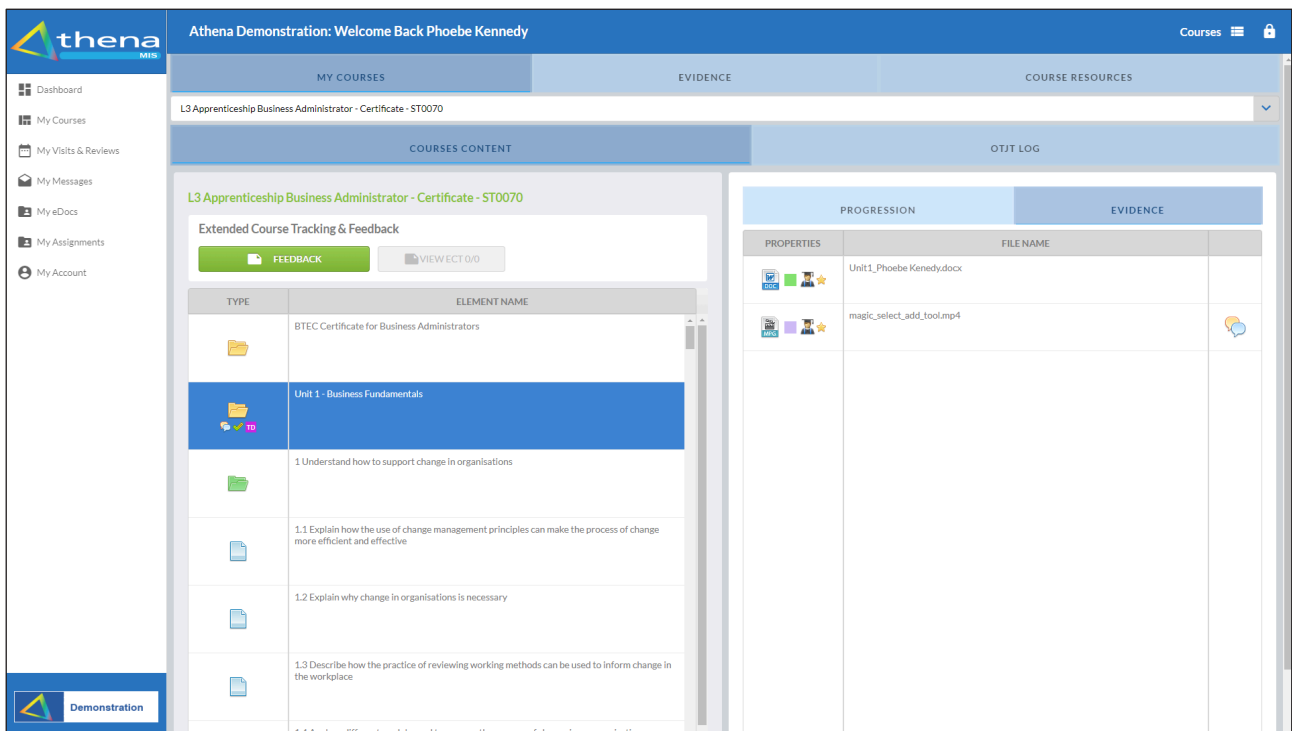 Athena
MIS
Athena Demonstration: Welcome Back Phoebe Kennedy
Courses
Dashboard
My Courses
My Visits & Reviews
My Messages
My eDocs
My Assignments
My Account
Demonstration
MY COURSES
EVIDENCE
COURSE RESOURCES
L3 Apprenticeship Business Administrator - Certificate - ST0070
COURSES CONTENT
OTJT LOG
L3 Apprenticeship Business Administrator - Certificate - ST0070
Extended Course Tracking & Feedback
FEEDBACK
VIEW ECT 0/0
TYPE
ELEMENT NAME
BTEC Certificate for Business Administrators
Unit 1 - Business Fundamentals
TD
1 Understand how to support change in organisations
1.1 Explain how the use of change management principles can make the process of change
more efficient and effective
1.2 Explain why change in organisations is necessary
1.3 Describe how the practice of reviewing working methods can be used to inform change in
the workplace
PROGRESSION
EVIDENCE
PROPERTIES
FILE NAME
DOC
Unit1_Phoebe Kenedy.docx
MPG
magic_select_add_tool.mp4